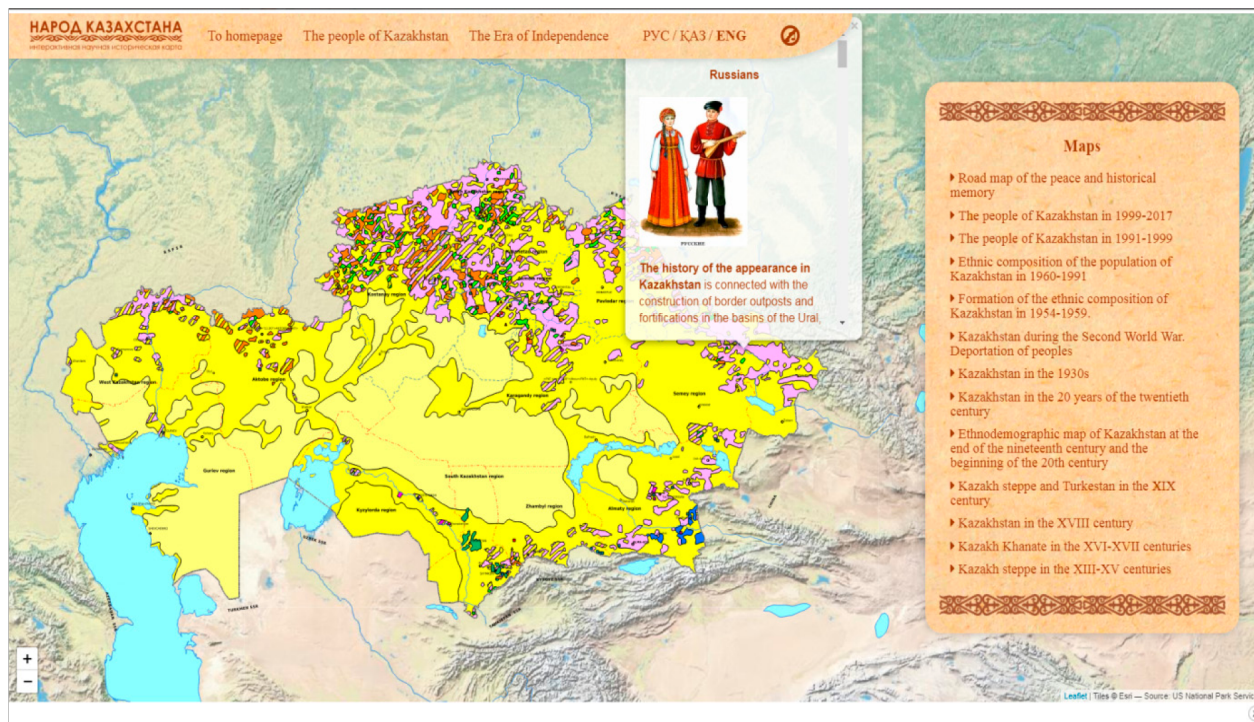 НАРОД КАЗАХСТАНА
интерактивная научная историческая карта
To homepage
The people of Kazakhstan
The Era of Independence
РУС / ҚАЗ / ENG
Russians
РУССКИЕ
The history of the appearance in
Kazakhstan is connected with the
construction of border outposts and
fortifications in the basins of the Ural,
Maps
Road map of the peace and historical
memory
The people of Kazakhstan in 1999-2017
The people of Kazakhstan in 1991-1999
Ethnic composition of the population of
Kazakhstan in 1960-1991
Formation of the ethnic composition of
Kazakhstan in 1954-1959.
Kazakhstan during the Second World War.
Deportation of peoples
Kazakhstan in the 1930s
Kazakhstan in the 20 years of the twentieth
century
Ethnodemographic map of Kazakhstan at the
end of the nineteenth century and the
beginning of the 20th century
Kazakh steppe and Turkestan in the XIX
century
Kazakhstan in the XVIII century
Kazakh Khanate in the XVI-XVII centuries
Kazakh steppe in the XIII-XV centuries
Kostanay region
Pavlodar
West Kazakhstan region
Aktobe region
Karaganda region
Semey region
Guriev region
South Kazakhstan region
Kyzylorda region
Zhambyl region
Almaty region
TURKMEN SSR
+
−
Leaflet | Tiles © Esri — Source: US National Park Servic